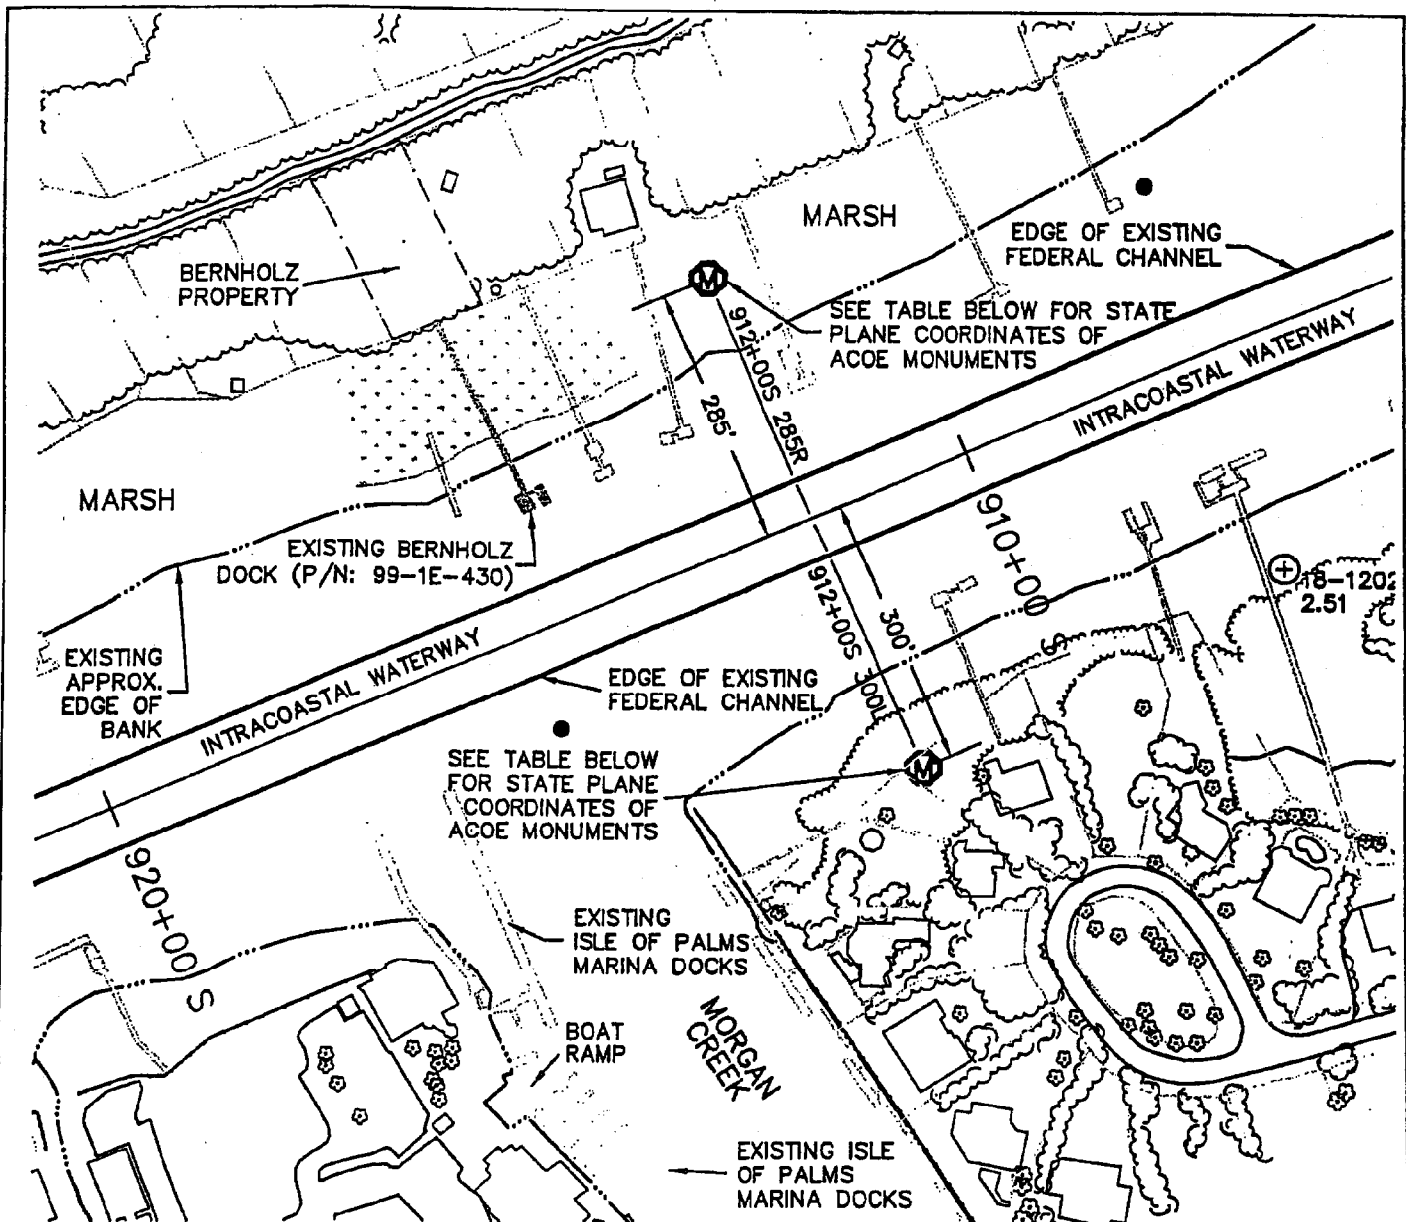 MARSH
EDGE OF EXISTING
FEDERAL CHANNEL
BERNHOLZ
PROPERTY
M
SEE TABLE BELOW FOR STATE
PLANE COORDINATES OF
ACOE MONUMENTS
912+00S 285R
285'
INTRACOASTAL WATERWAY
MARSH
EXISTING BERNHOLZ
DOCK (P/N: 99-1E-430)
910+00 S
18-1202
2.51
912+00S 300L
300'
EXISTING
APPROX.
EDGE OF
BANK
INTRACOASTAL WATERWAY
EDGE OF EXISTING
FEDERAL CHANNEL
SEE TABLE BELOW
FOR STATE PLANE
COORDINATES OF
ACOE MONUMENTS
M
920+00 S
EXISTING
ISLE OF PALMS
MARINA DOCKS
BOAT
RAMP
MORGAN
CREEK
EXISTING ISLE
OF PALMS
MARINA DOCKS